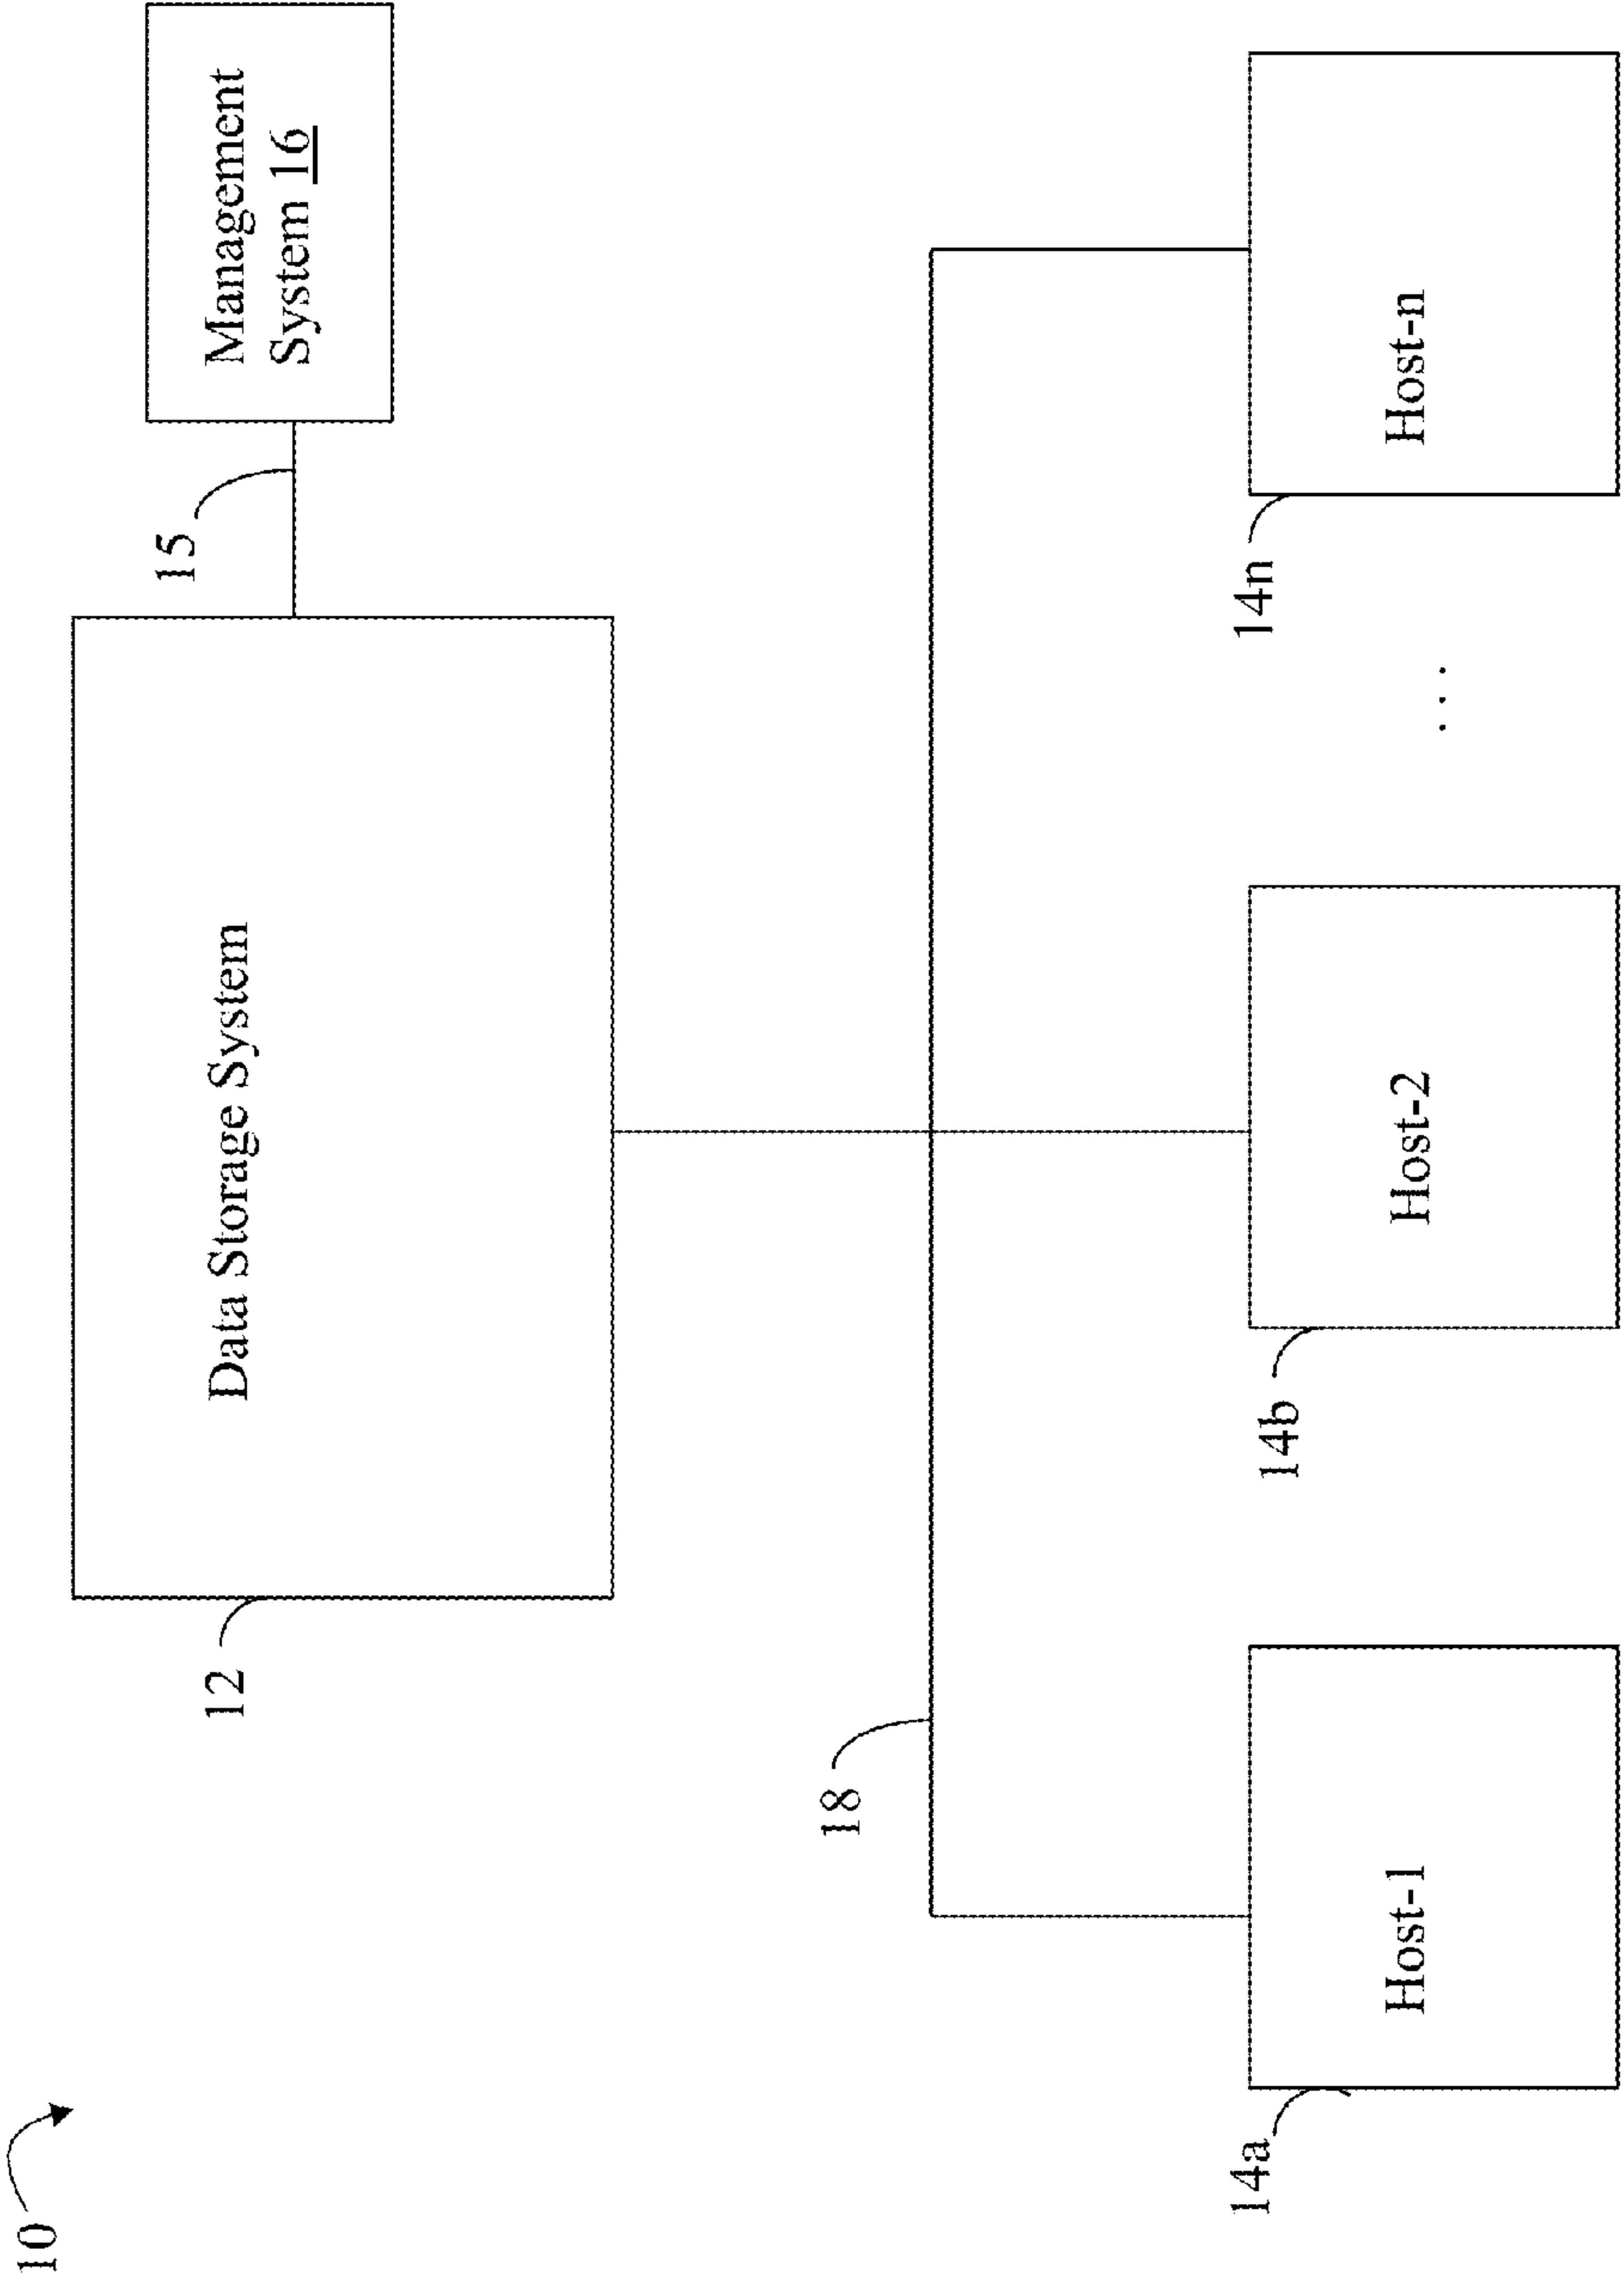 10
12
Data Storage System
15
Management
System 16
18
14a
Host-1
14b
Host-2
...
14n
Host-n